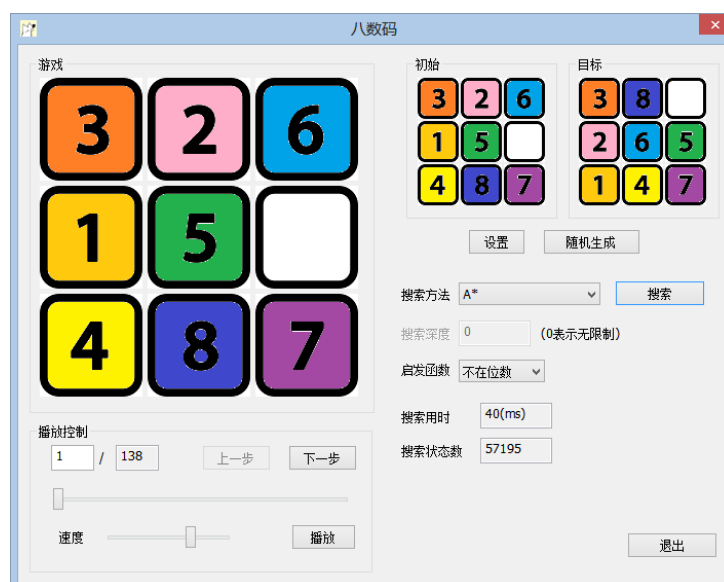 八数码
游戏
3 2 6
1 5
4 8 7
初始
3 2 6
1 5
4 8 7
目标
3 8
2 6 5
1 4 7
设置 随机生成
搜索方法 A* 搜索
搜索深度 0 (0表示无限制)
启发函数 不在位数
搜索用时 40(ms)
搜索状态数 57195
播放控制
1 / 138 上一步 下一步
速度 播放
退出